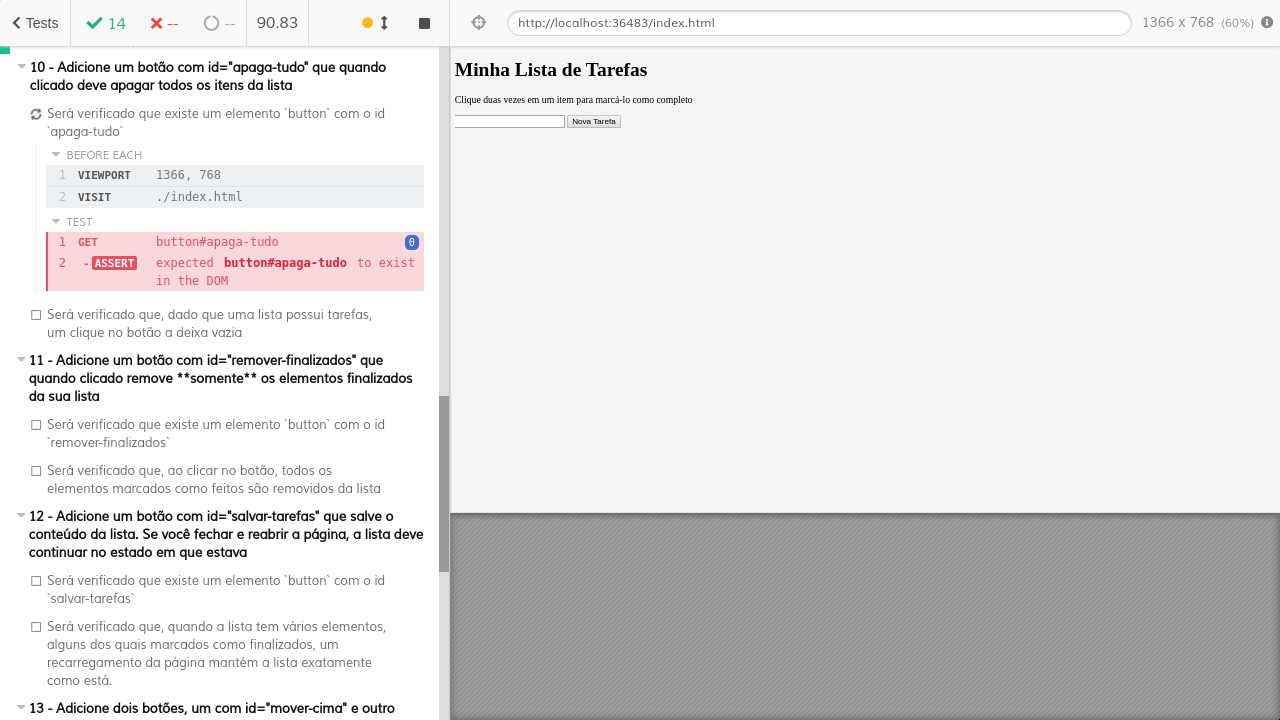 Tests 14 -- -- 90.83
http://localhost:36483/index.html 1366 x 768 (60%)
10 - Adicione um botão com id="apaga-tudo" que quando
clicado deve apagar todos os itens da lista
Será verificado que existe um elemento `button` com o id
`apaga-tudo`
BEFORE EACH
1 VIEWPORT 1366, 768
2 VISIT ./index.html
TEST
1 GET button#apaga-tudo 0
2 -ASSERT expected button#apaga-tudo to exist
in the DOM
Será verificado que, dado que uma lista possui tarefas,
um clique no botão a deixa vazia
11 - Adicione um botão com id="remover-finalizados" que
quando clicado remove **somente** os elementos finalizados
da sua lista
Será verificado que existe um elemento `button` com o id
`remover-finalizados`
Será verificado que, ao clicar no botão, todos os
elementos marcados como feitos são removidos da lista
12 - Adicione um botão com id="salvar-tarefas" que salve o
conteúdo da lista. Se você fechar e reabrir a página, a lista deve
continuar no estado em que estava
Será verificado que existe um elemento `button` com o id
`salvar-tarefas`
Será verificado que, quando a lista tem vários elementos,
alguns dos quais marcados como finalizados, um
recarregamento da página mantém a lista exatamente
como está.
13 - Adicione dois botões, um com id="mover-cima" e outro
Minha Lista de Tarefas
Clique duas vezes em um item para marcá-lo como completo
Nova Tarefa